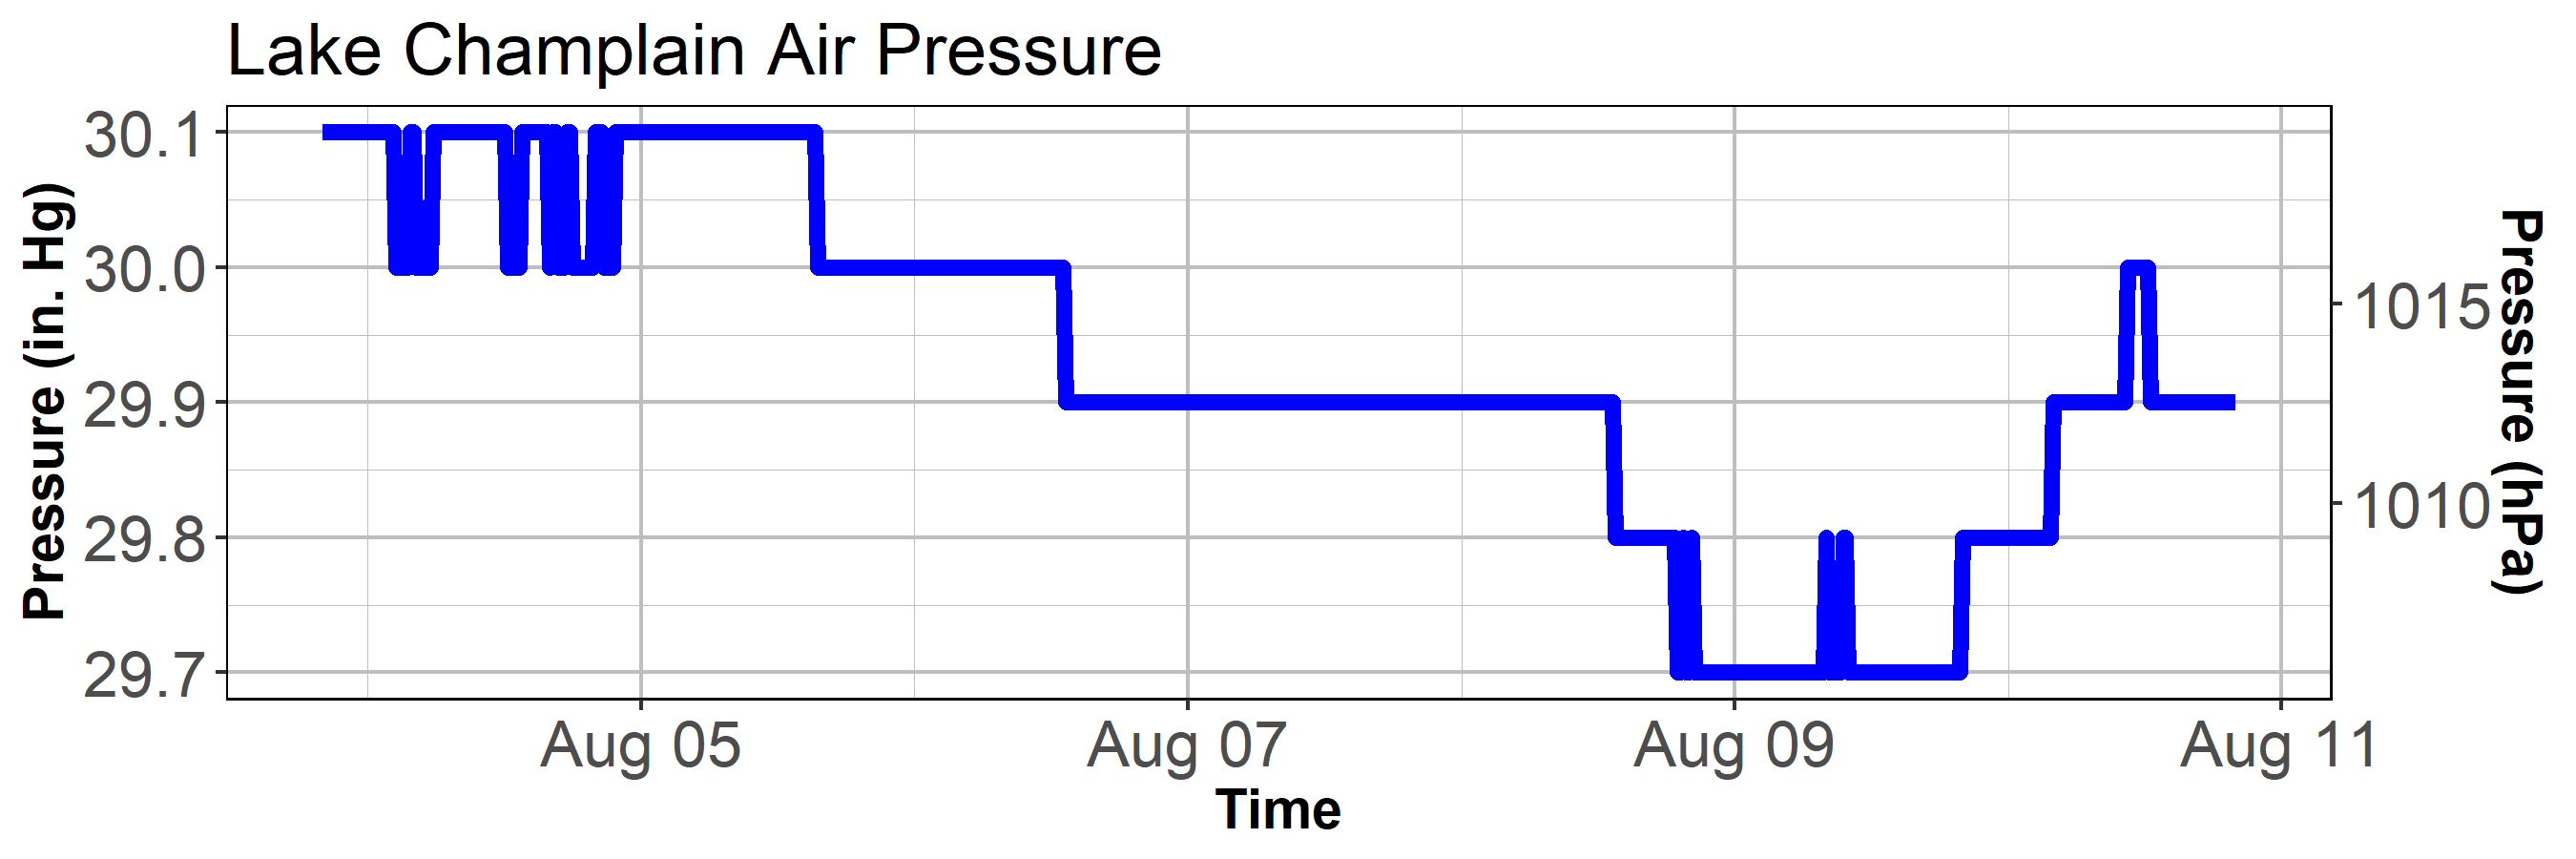 Lake Champlain Air Pressure
30.1
30.0
29.9
29.8
29.7
Pressure (in. Hg)
1015
1010
Pressure (hPa)
Aug 05
Aug 07
Aug 09
Aug 11
Time